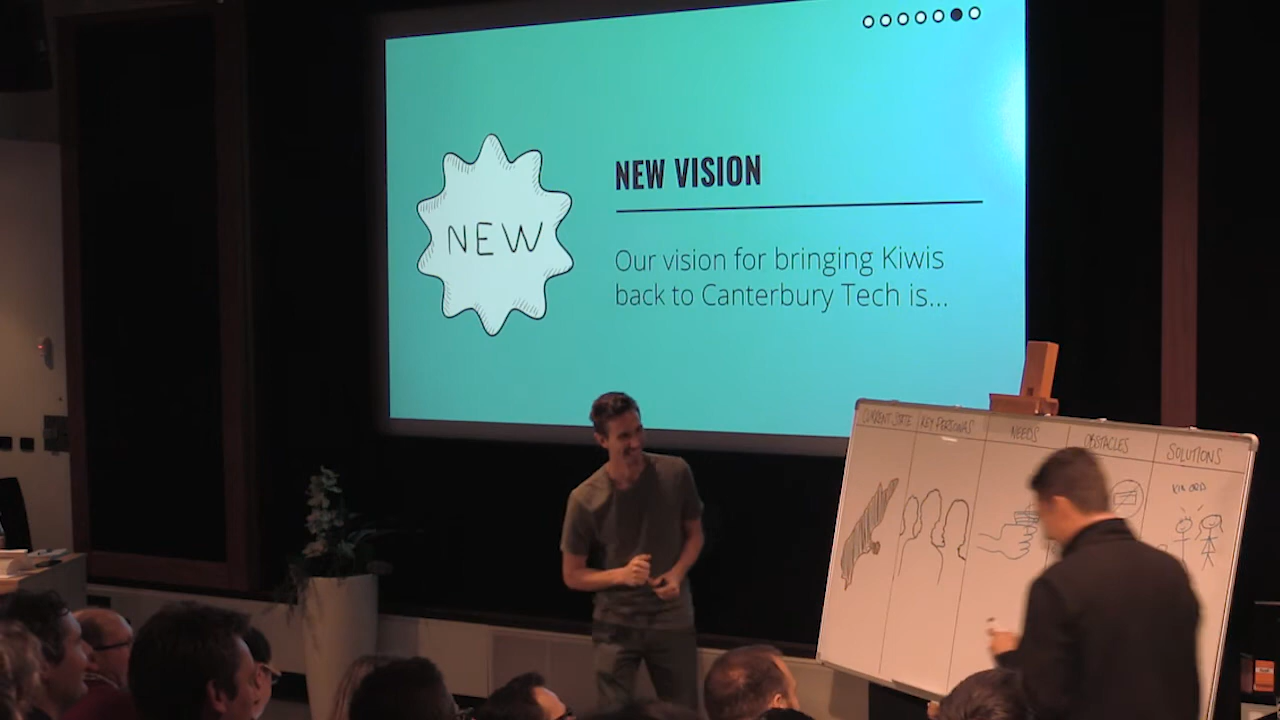 NEW
NEW VISION
Our vision for bringing Kiwis
back to Canterbury Tech is...
CURRENT STATE
KEY PERSONAS
NEEDS
OBSTACLES
SOLUTIONS